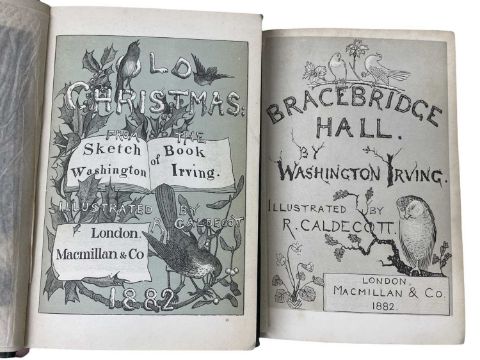 OLD
CHRISTMAS.
FROM THE
Sketch Book
of
Washington Irving.
ILLUSTRATED BY
R. CALDECOTT
London.
Macmillan & Co
1882
BRACEBRIDGE
HALL.
BY
WASHINGTON IRVING.
ILLUSTRATED BY
R. CALDECOTT.
LONDON.
MACMILLAN & CO.
1882.